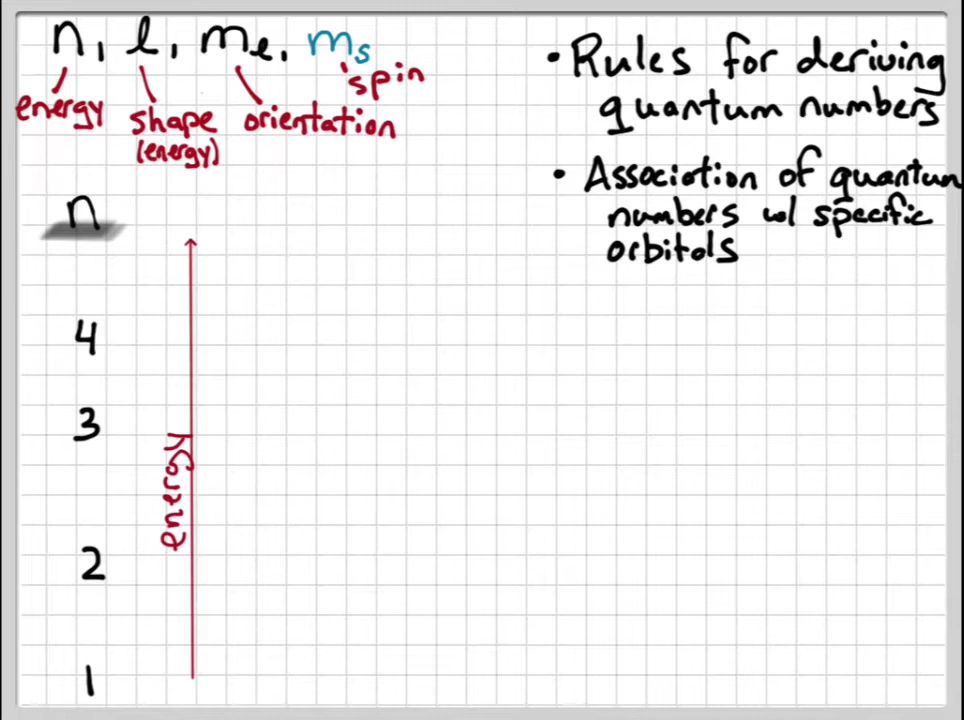 n, l, mₗ, mₛ
spin
energy shape orientation
(energy)
• Rules for deriving
quantum numbers
• Association of quantum
numbers w/ specific
orbitals
n
4
3
energy
2
1